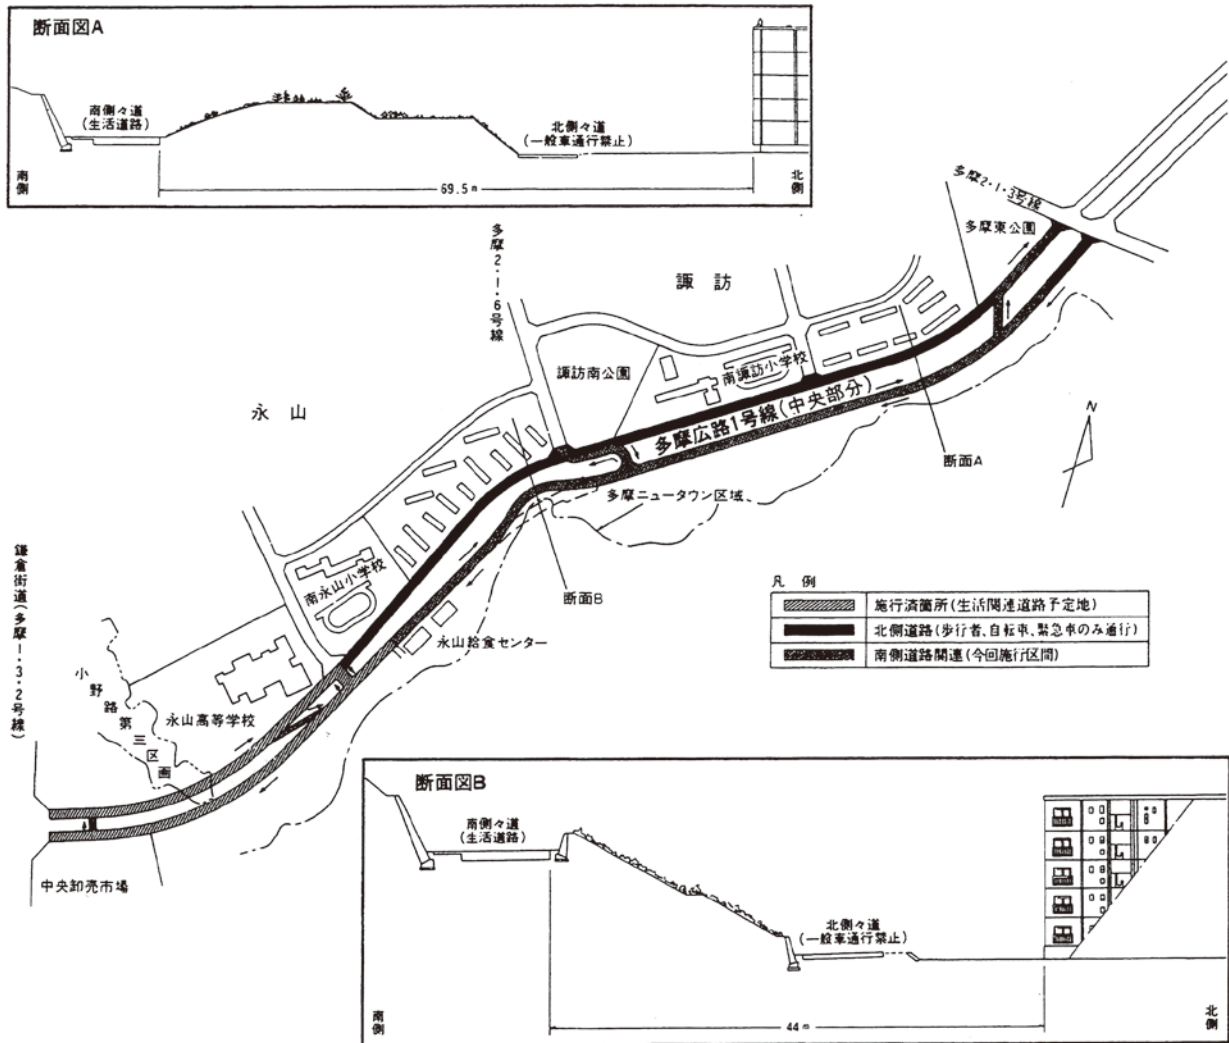 断面図A
南側々道
(生活道路)
北側々道
(一般車通行禁止)
南側
北側
69.5m
多摩2・1・3号線
多摩東公園
多摩2・1・6号線
諏訪
諏訪南公園
南諏訪小学校
多摩広路1号線(中央部分)
永山
N
断面A
多摩ニュータウン区域
南永山小学校
断面B
永山給食センター
鎌倉街道(多摩1・3・2号線)
小野路第三区画
永山高等学校
中央卸売市場
凡例
施行済箇所(生活関連道路予定地)
北側道路(歩行者、自転車、緊急車のみ通行)
南側道路関連(今回施行区間)
断面図B
南側々道
(生活道路)
北側々道
(一般車通行禁止)
南側
北側
44m